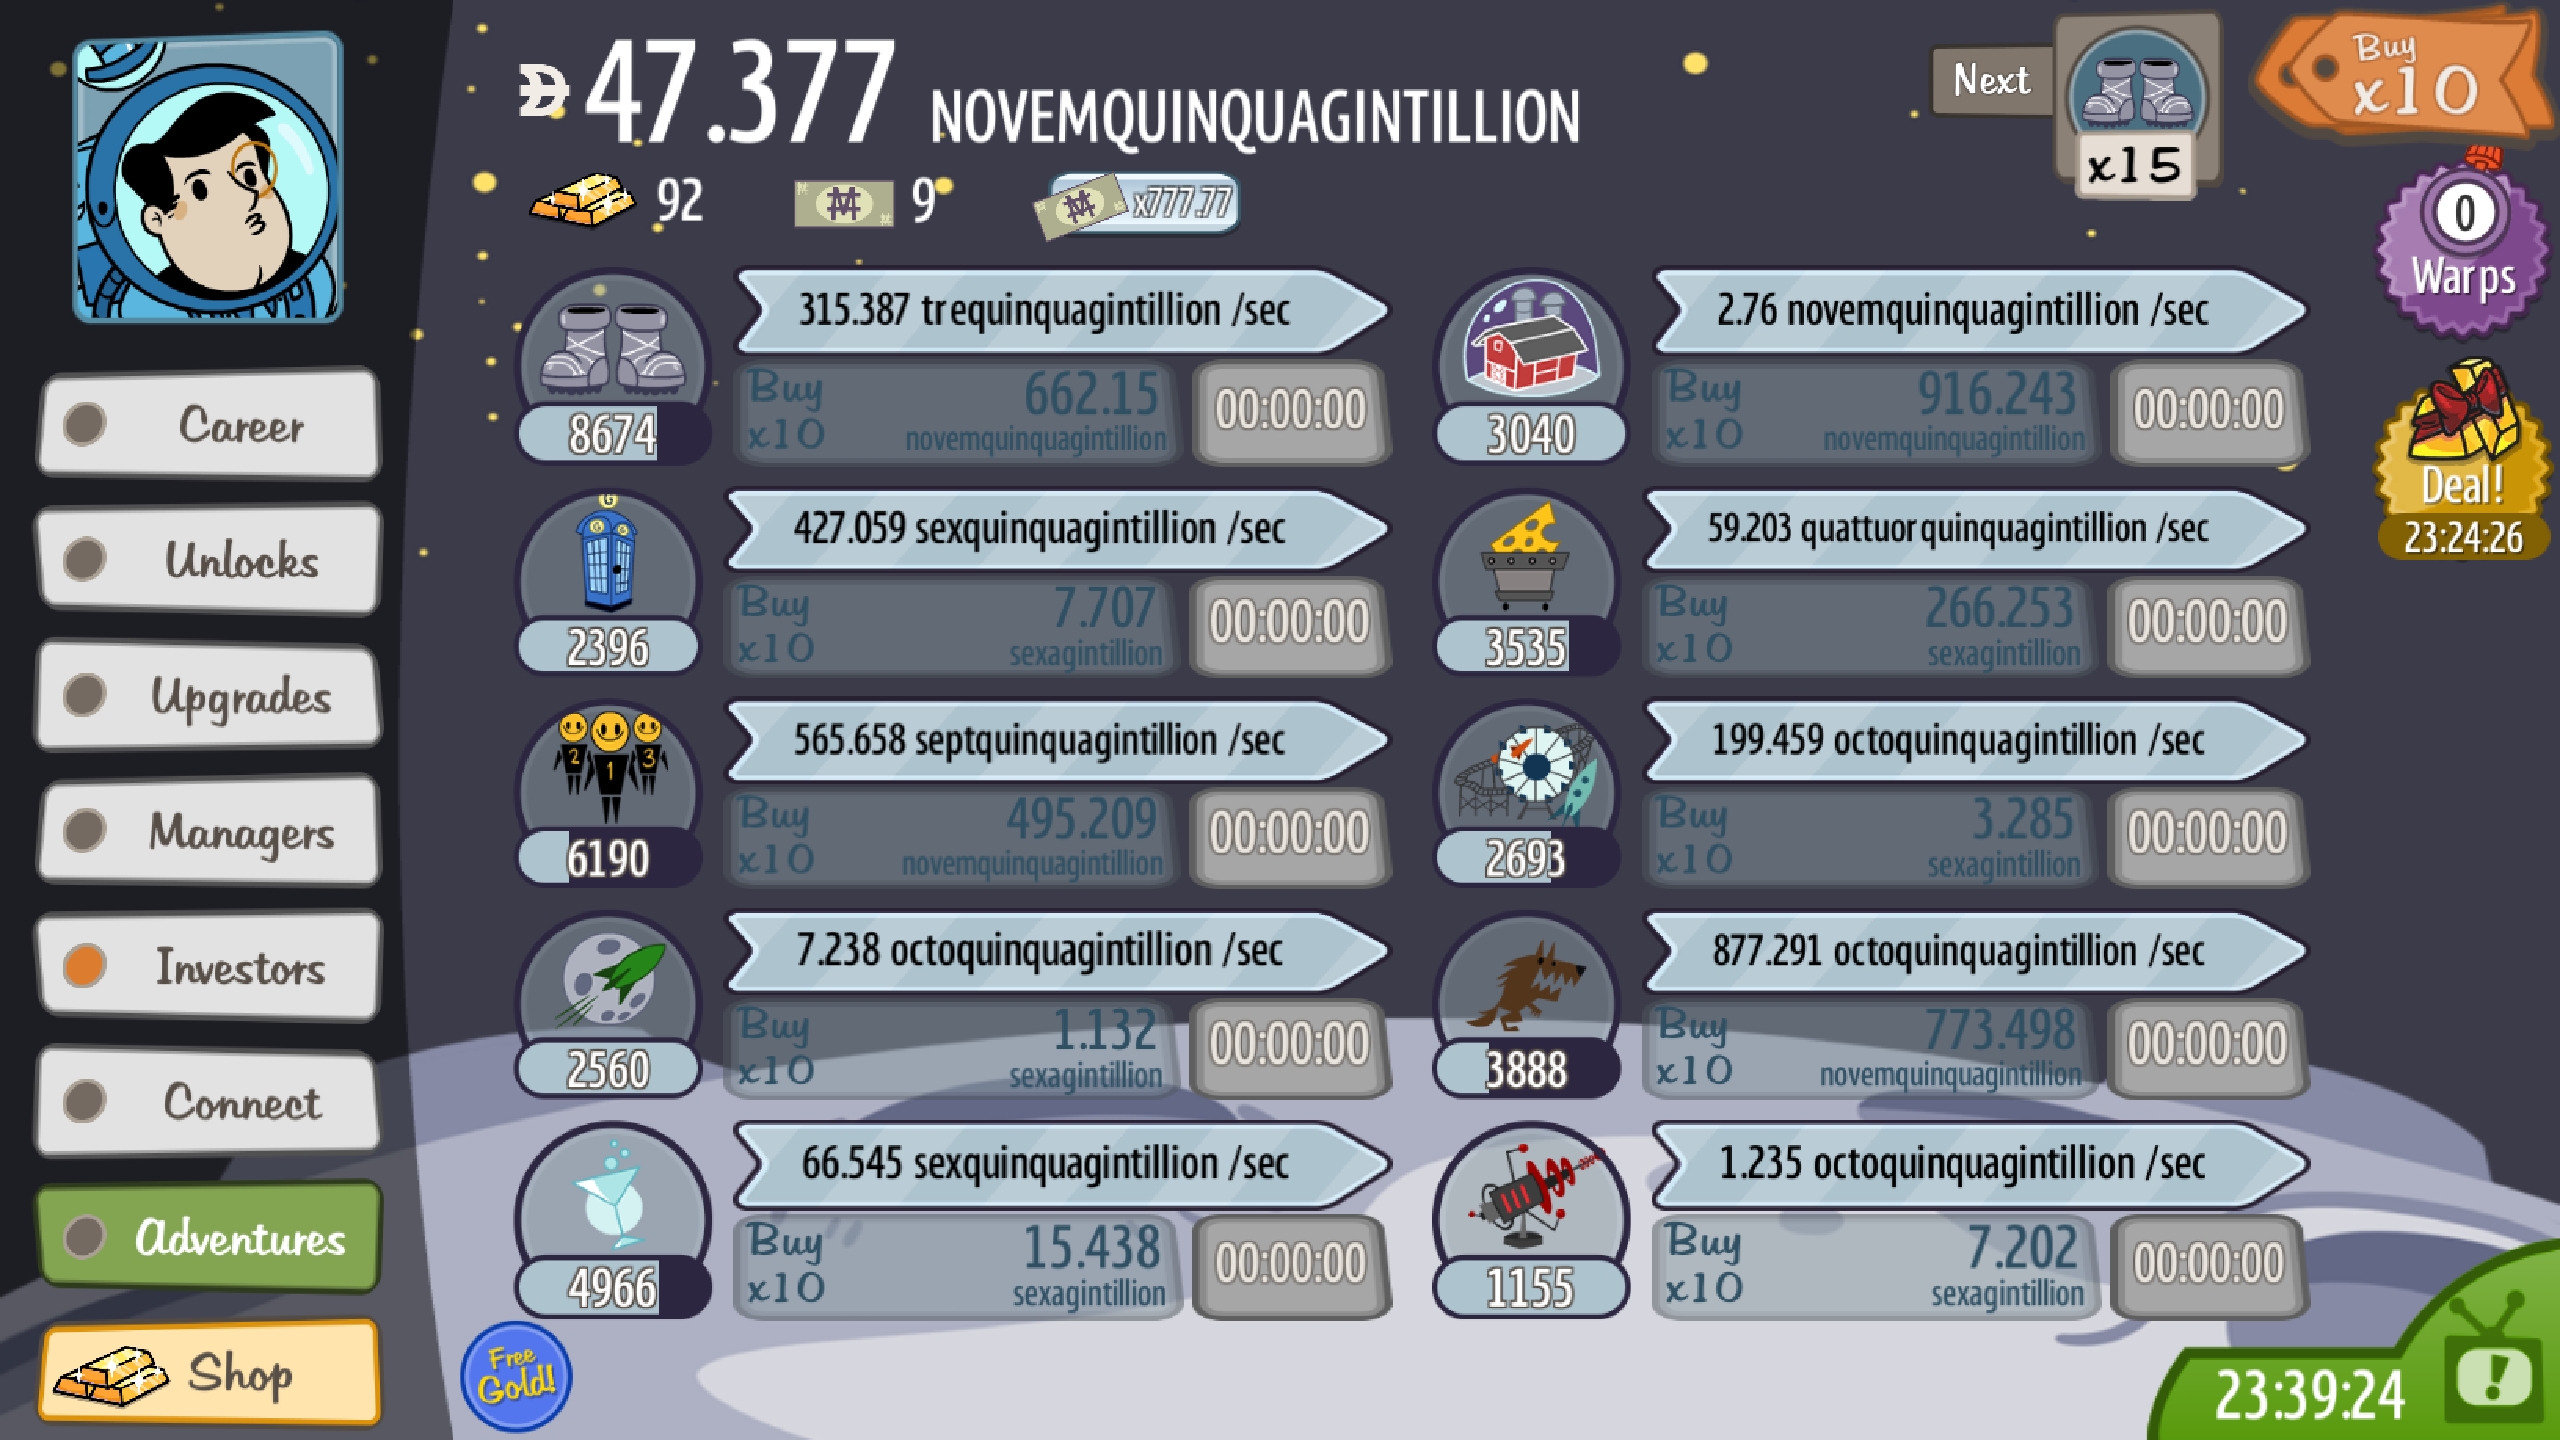 47.377 NOVEMQUINQUAGINTILLION
92
9
x777.77
Next
x15
Buy
x10
0
Warps
Deal!
23:24:26
Career
Unlocks
Upgrades
Managers
Investors
Connect
Adventures
Shop
315.387 trequinquagintillion /sec
Buy
x10
662.15
novemquinquagintillion
00:00:00
8674
2.76 novemquinquagintillion /sec
Buy
x10
916.243
novemquinquagintillion
00:00:00
3040
G
427.059 sexquinquagintillion /sec
Buy
x10
7.707
sexagintillion
00:00:00
2396
59.203 quattuorquinquagintillion /sec
Buy
x10
266.253
sexagintillion
00:00:00
3535
2 1 3
565.658 septquinquagintillion /sec
Buy
x10
495.209
novemquinquagintillion
00:00:00
6190
199.459 octoquinquagintillion /sec
Buy
x10
3.285
sexagintillion
00:00:00
2693
7.238 octoquinquagintillion /sec
Buy
x10
1.132
sexagintillion
00:00:00
2560
877.291 octoquinquagintillion /sec
Buy
x10
773.498
novemquinquagintillion
00:00:00
3888
66.545 sexquinquagintillion /sec
Buy
x10
15.438
sexagintillion
00:00:00
4966
1.235 octoquinquagintillion /sec
Buy
x10
7.202
sexagintillion
00:00:00
1155
Free
Gold!
23:39:24
!